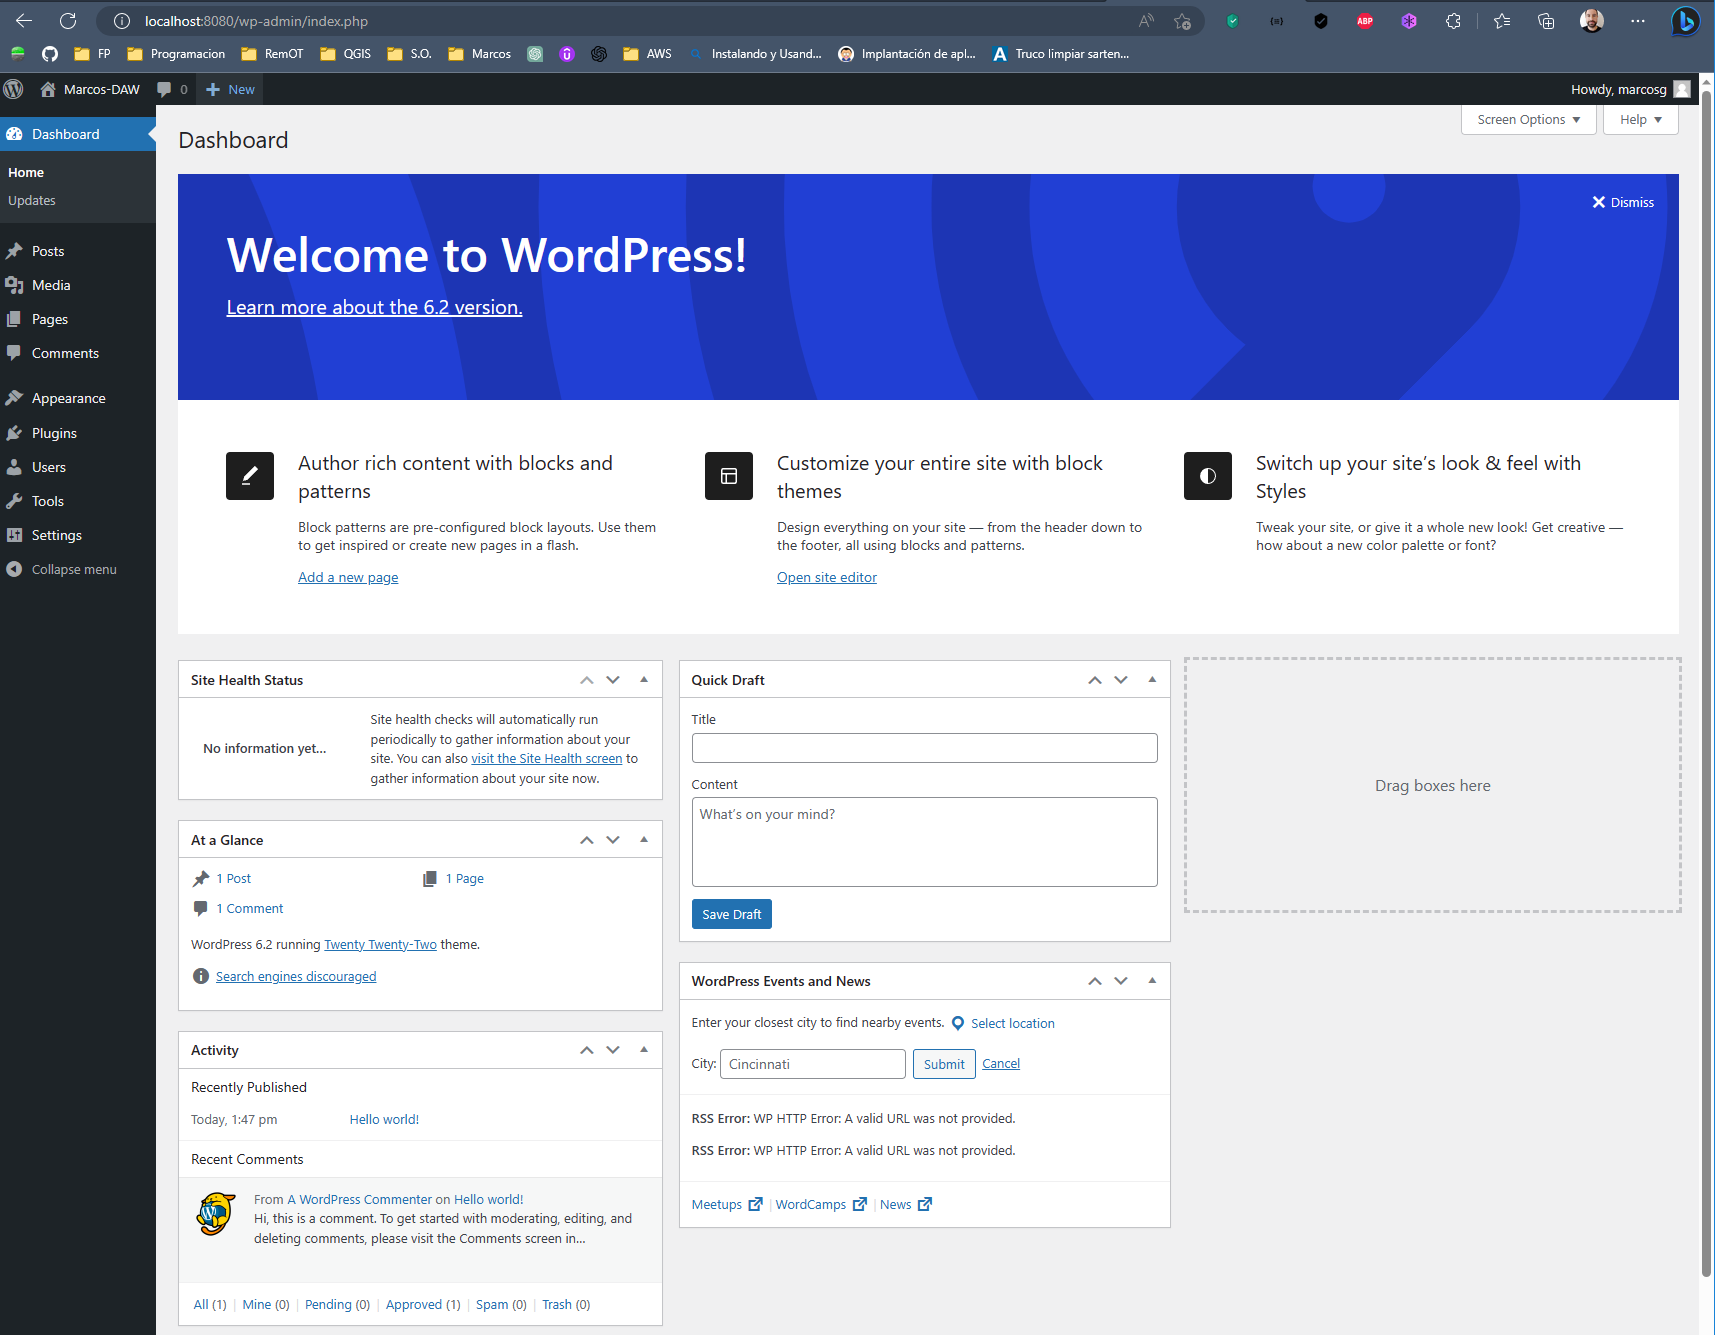 localhost:8080/wp-admin/index.php
ABP
FP
Programacion
RemOT
QGIS
S.O.
Marcos
AWS
Instalando y Usand...
Implantación de apl...
Truco limpiar sarten...
Marcos-DAW
0
New
Howdy, marcosg
Dashboard
Home
Updates
Posts
Media
Pages
Comments
Appearance
Plugins
Users
Tools
Settings
Collapse menu
Screen Options
Help
Dashboard
Dismiss
Welcome to WordPress!
Learn more about the 6.2 version.
Author rich content with blocks and
patterns
Block patterns are pre-configured block layouts. Use them
to get inspired or create new pages in a flash.
Add a new page
Customize your entire site with block
themes
Design everything on your site — from the header down to
the footer, all using blocks and patterns.
Open site editor
Switch up your site’s look & feel with
Styles
Tweak your site, or give it a whole new look! Get creative —
how about a new color palette or font?
Site Health Status
No information yet...
Site health checks will automatically run
periodically to gather information about your
site. You can also visit the Site Health screen to
gather information about your site now.
At a Glance
1 Post
1 Page
1 Comment
WordPress 6.2 running Twenty Twenty-Two theme.
Search engines discouraged
Activity
Recently Published
Today, 1:47 pm
Hello world!
Recent Comments
From A WordPress Commenter on Hello world!
Hi, this is a comment. To get started with moderating, editing, and
deleting comments, please visit the Comments screen in...
All (1) | Mine (0) | Pending (0) | Approved (1) | Spam (0) | Trash (0)
Quick Draft
Title
Content
What’s on your mind?
Save Draft
WordPress Events and News
Enter your closest city to find nearby events.
Select location
City:
Cincinnati
Submit
Cancel
RSS Error: WP HTTP Error: A valid URL was not provided.
RSS Error: WP HTTP Error: A valid URL was not provided.
Meetups | WordCamps | News
Drag boxes here